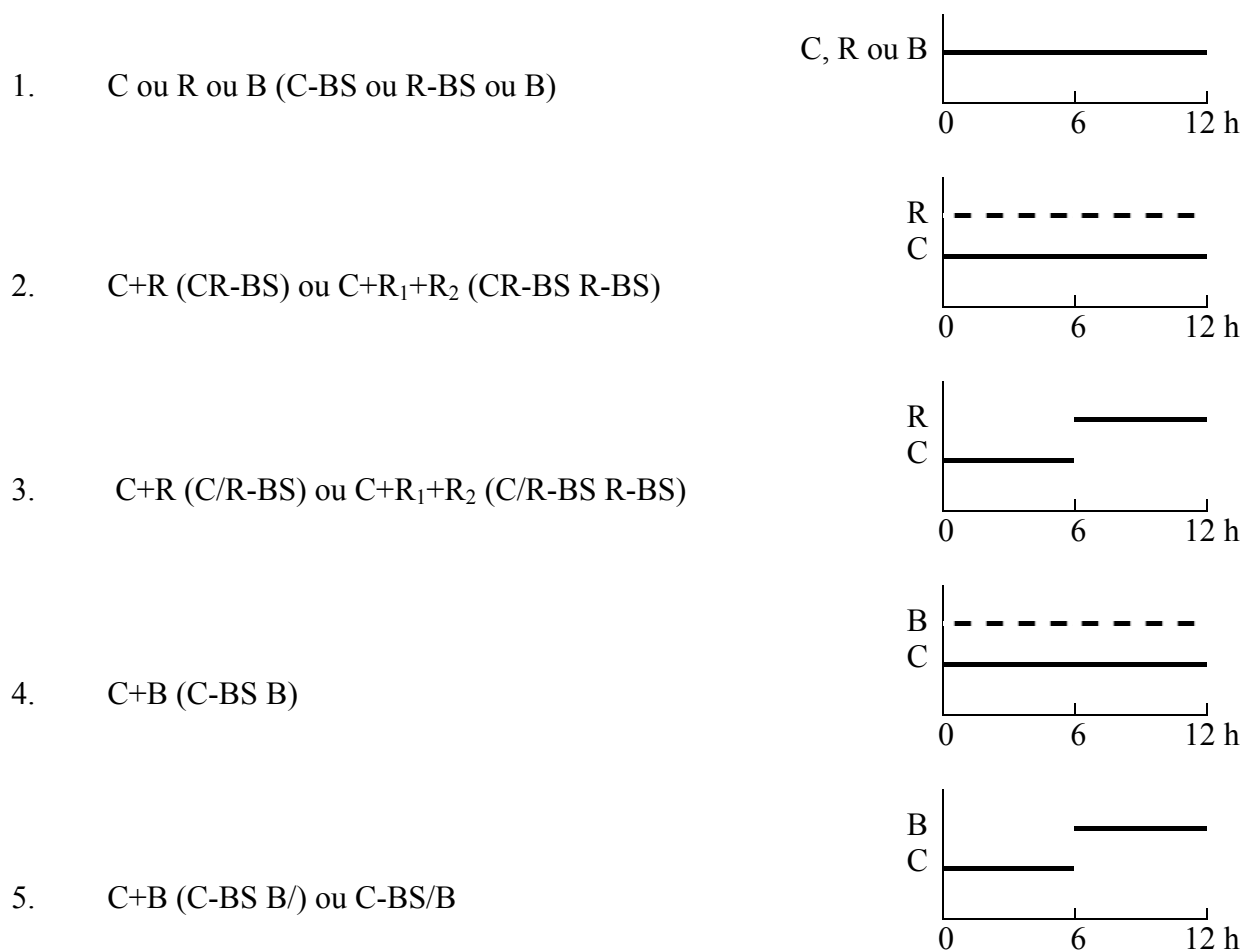 C, R ou B
1. C ou R ou B (C-BS ou R-BS ou B)
0 6 12 h
R
C
2. C+R (CR-BS) ou C+R₁+R₂ (CR-BS R-BS)
0 6 12 h
R
C
3. C+R (C/R-BS) ou C+R₁+R₂ (C/R-BS R-BS)
0 6 12 h
B
C
4. C+B (C-BS B)
0 6 12 h
B
C
5. C+B (C-BS B/) ou C-BS/B
0 6 12 h